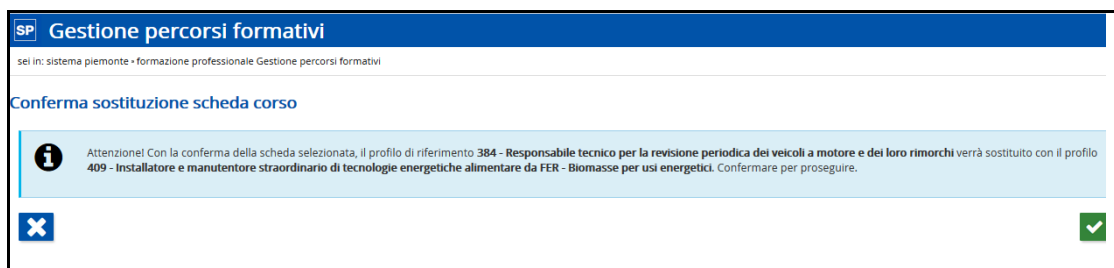 SP Gestione percorsi formativi
sei in: sistema piemonte • formazione professionale Gestione percorsi formativi
Conferma sostituzione scheda corso
Attenzione! Con la conferma della scheda selezionata, il profilo di riferimento 384 - Responsabile tecnico per la revisione periodica dei veicoli a motore e dei loro rimorchi verrà sostituito con il profilo
409 - Installatore e manutentore straordinario di tecnologie energetiche alimentare da FER - Biomasse per usi energetici. Confermare per proseguire.